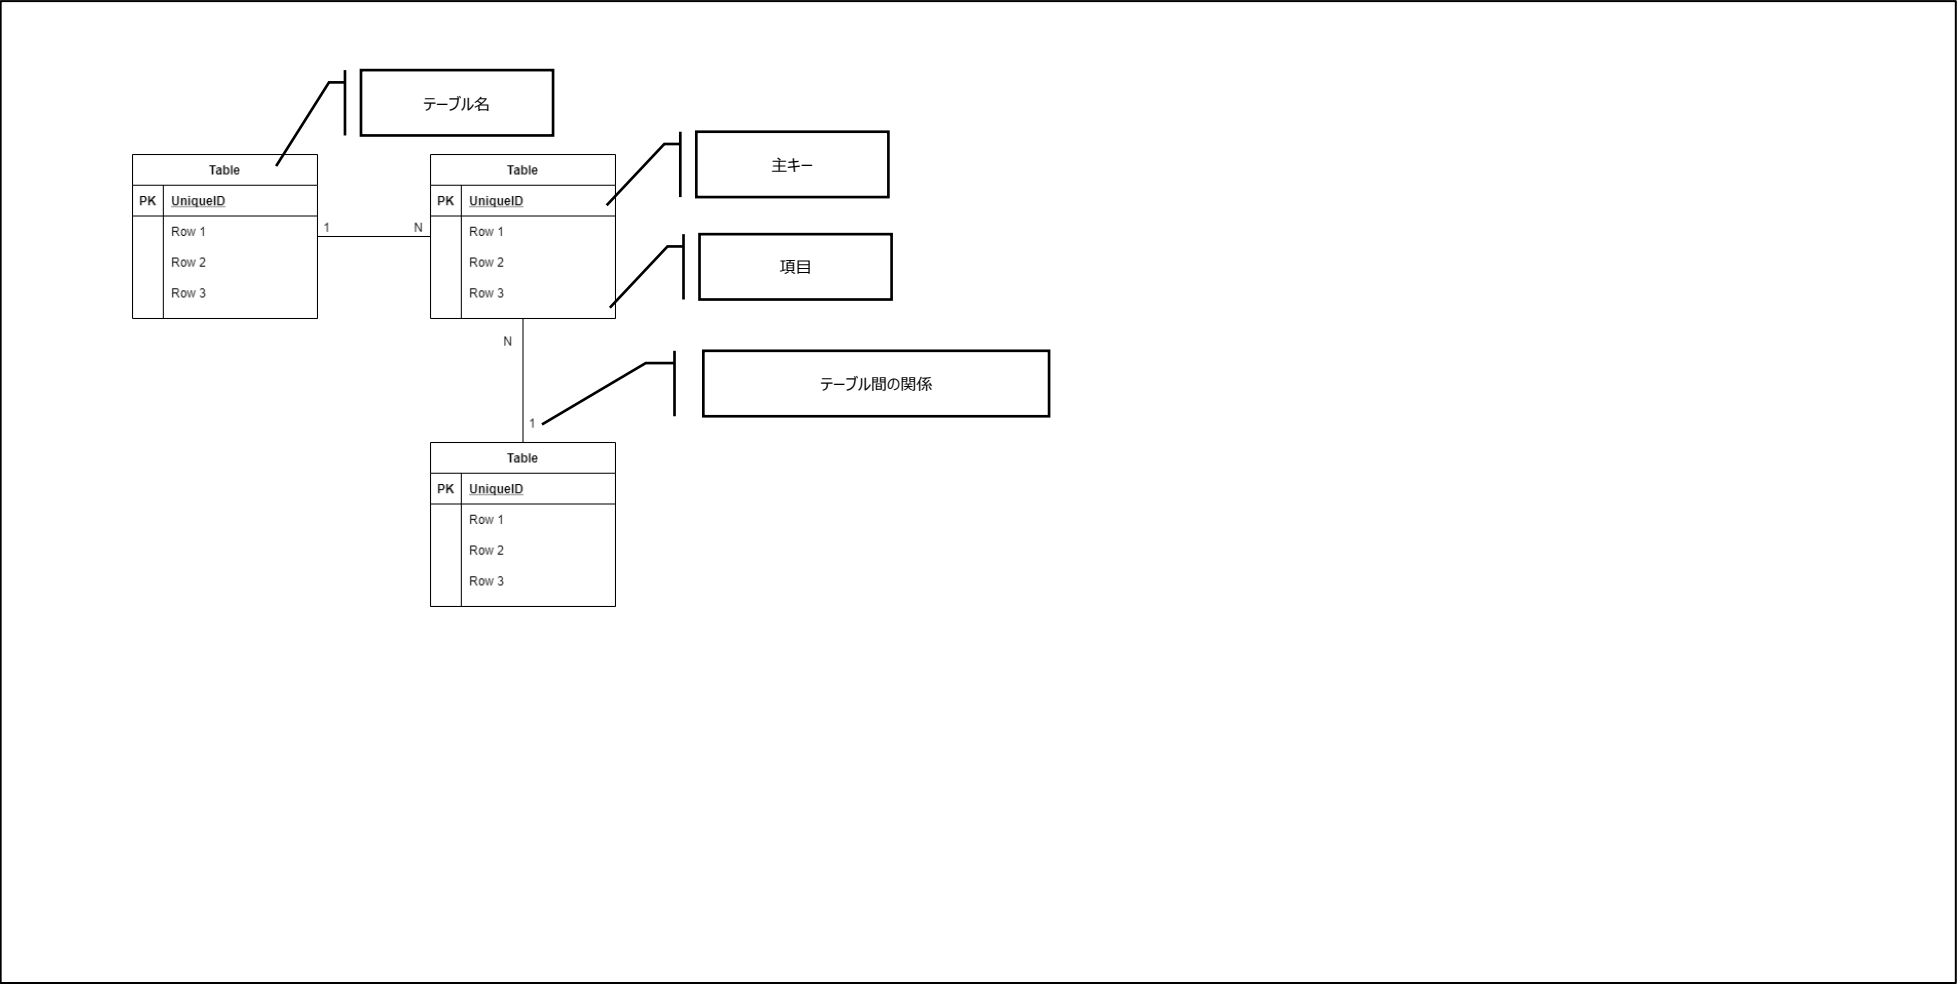 テーブル名
主キー
項目
テーブル間の関係
Table
PK UniqueID
Row 1
Row 2
Row 3
1 N
Table
PK UniqueID
Row 1
Row 2
Row 3
N
1
Table
PK UniqueID
Row 1
Row 2
Row 3